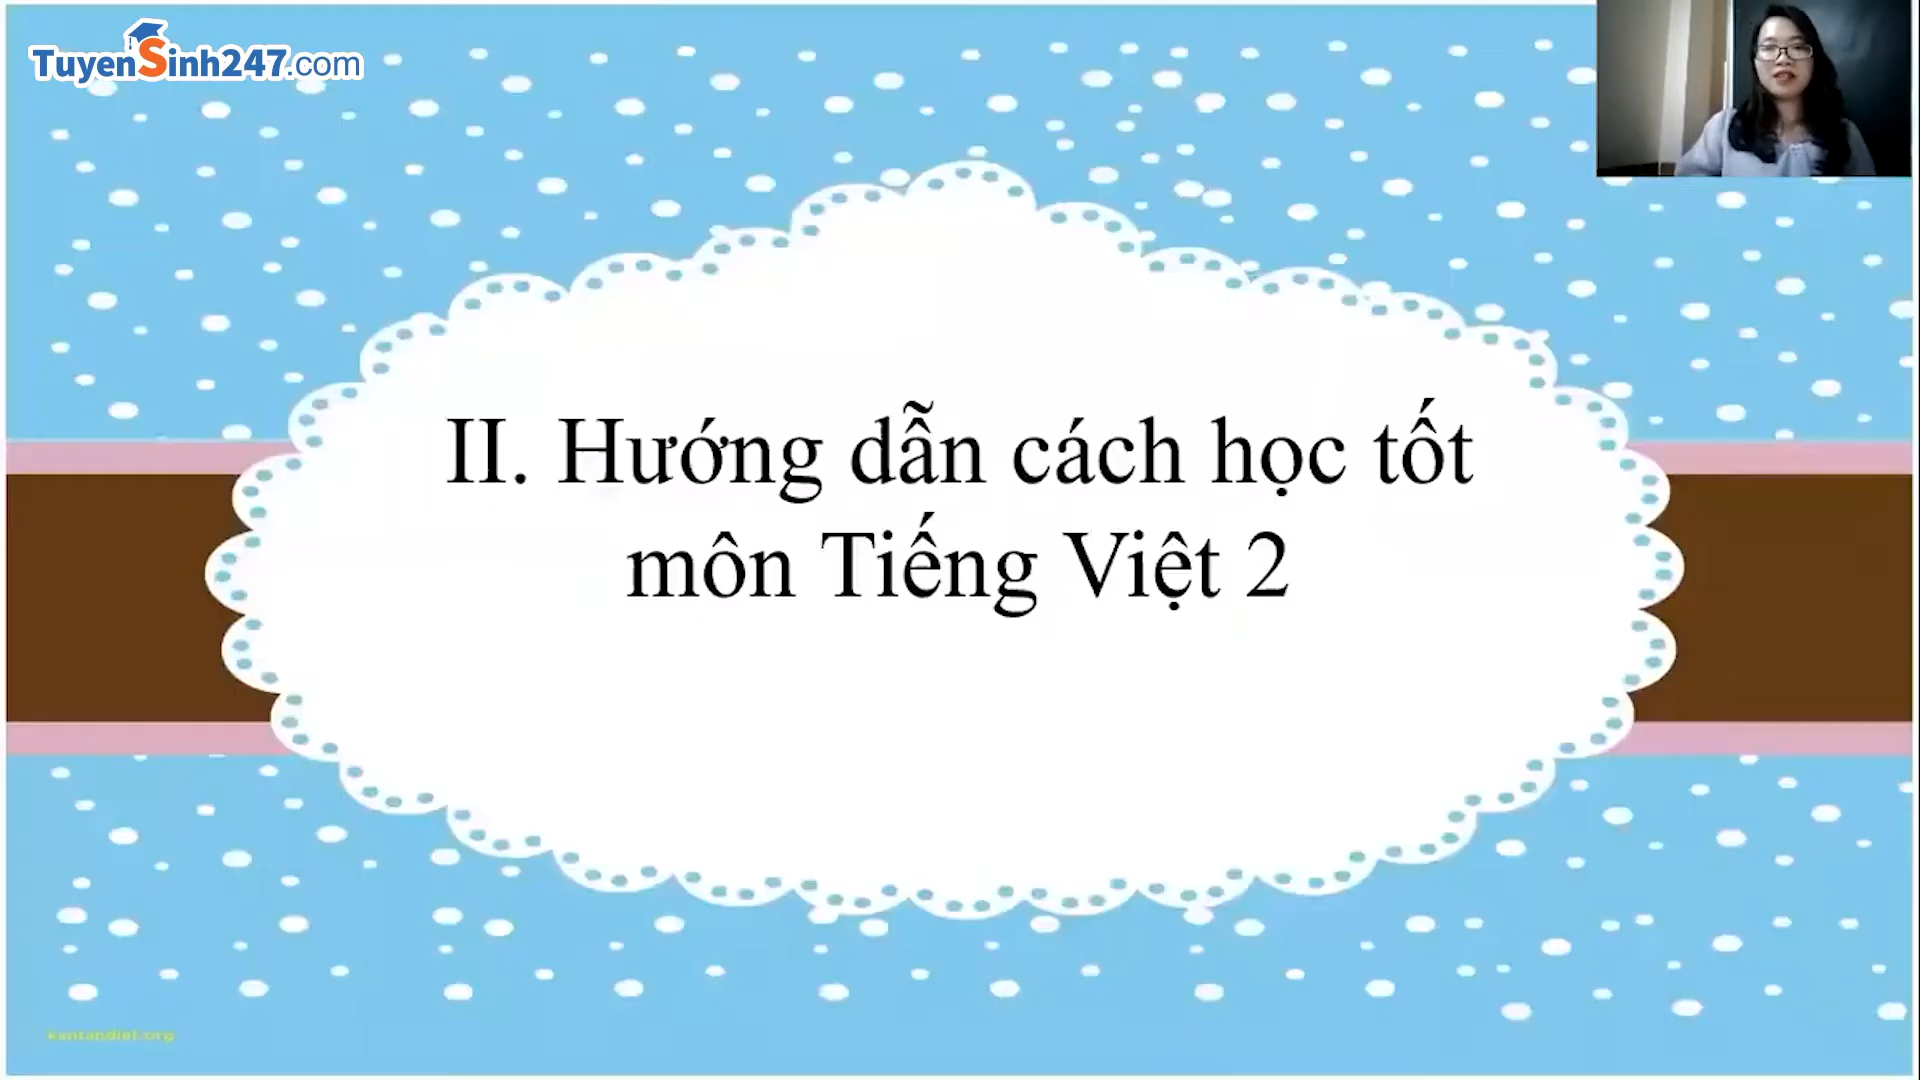 TuyenSinh247.com
II. Hướng dẫn cách học tốt
môn Tiếng Việt 2